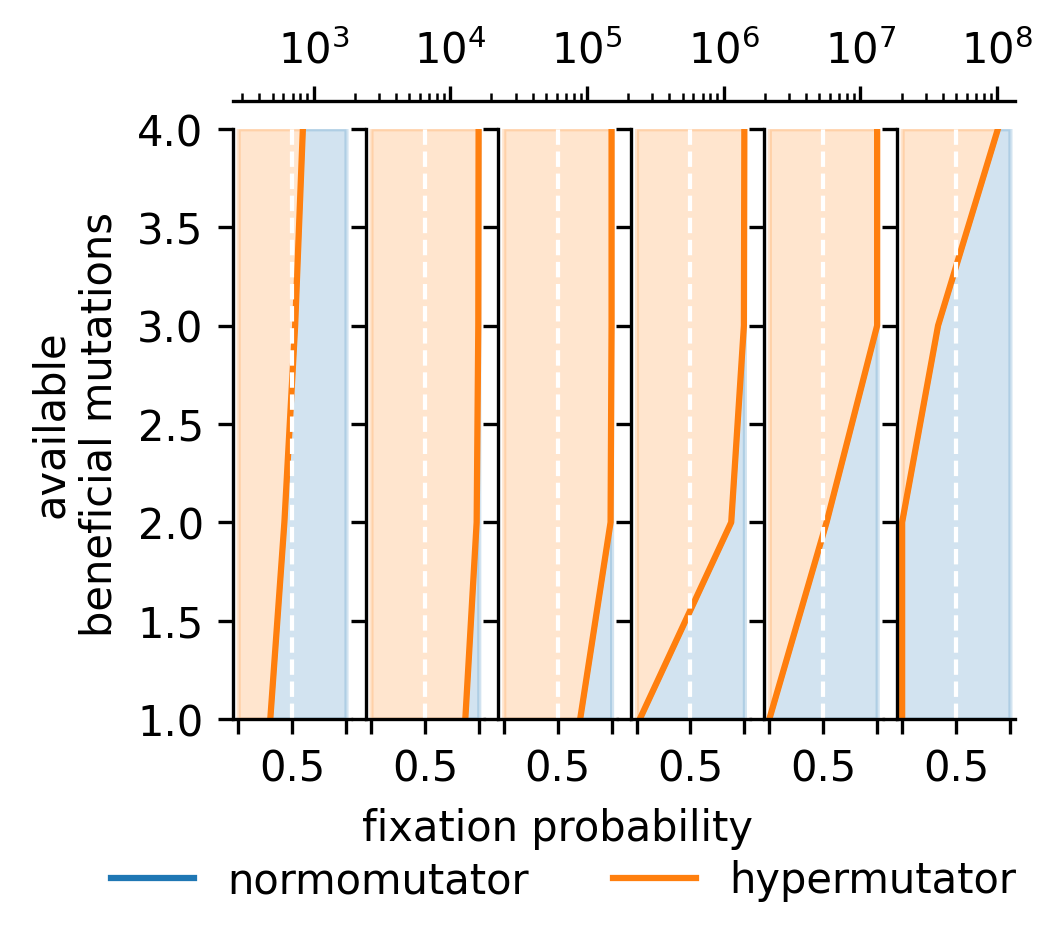 10³ 10⁴ 10⁵ 10⁶ 10⁷ 10⁸
4.0
3.5
3.0
2.5
2.0
1.5
1.0
available
beneficial mutations
0.5 0.5 0.5 0.5 0.5 0.5
fixation probability
normomutator hypermutator